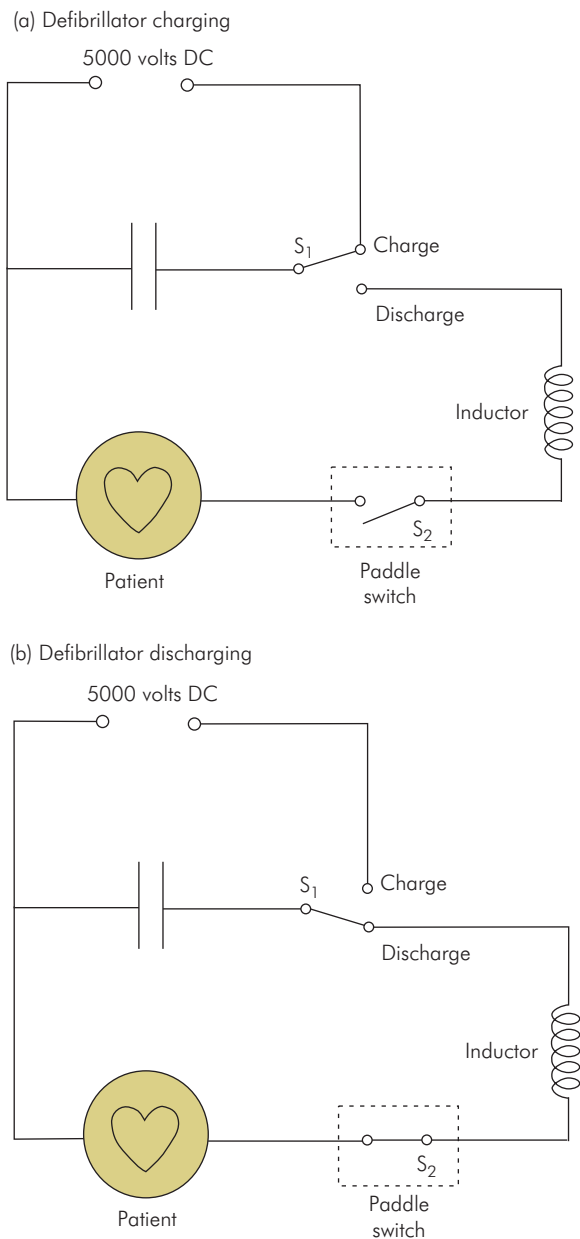 (a) Defibrillator charging
5000 volts DC
S1
Charge
Discharge
Inductor
S2
Patient
Paddle
switch
(b) Defibrillator discharging
5000 volts DC
S1
Charge
Discharge
Inductor
S2
Patient
Paddle
switch